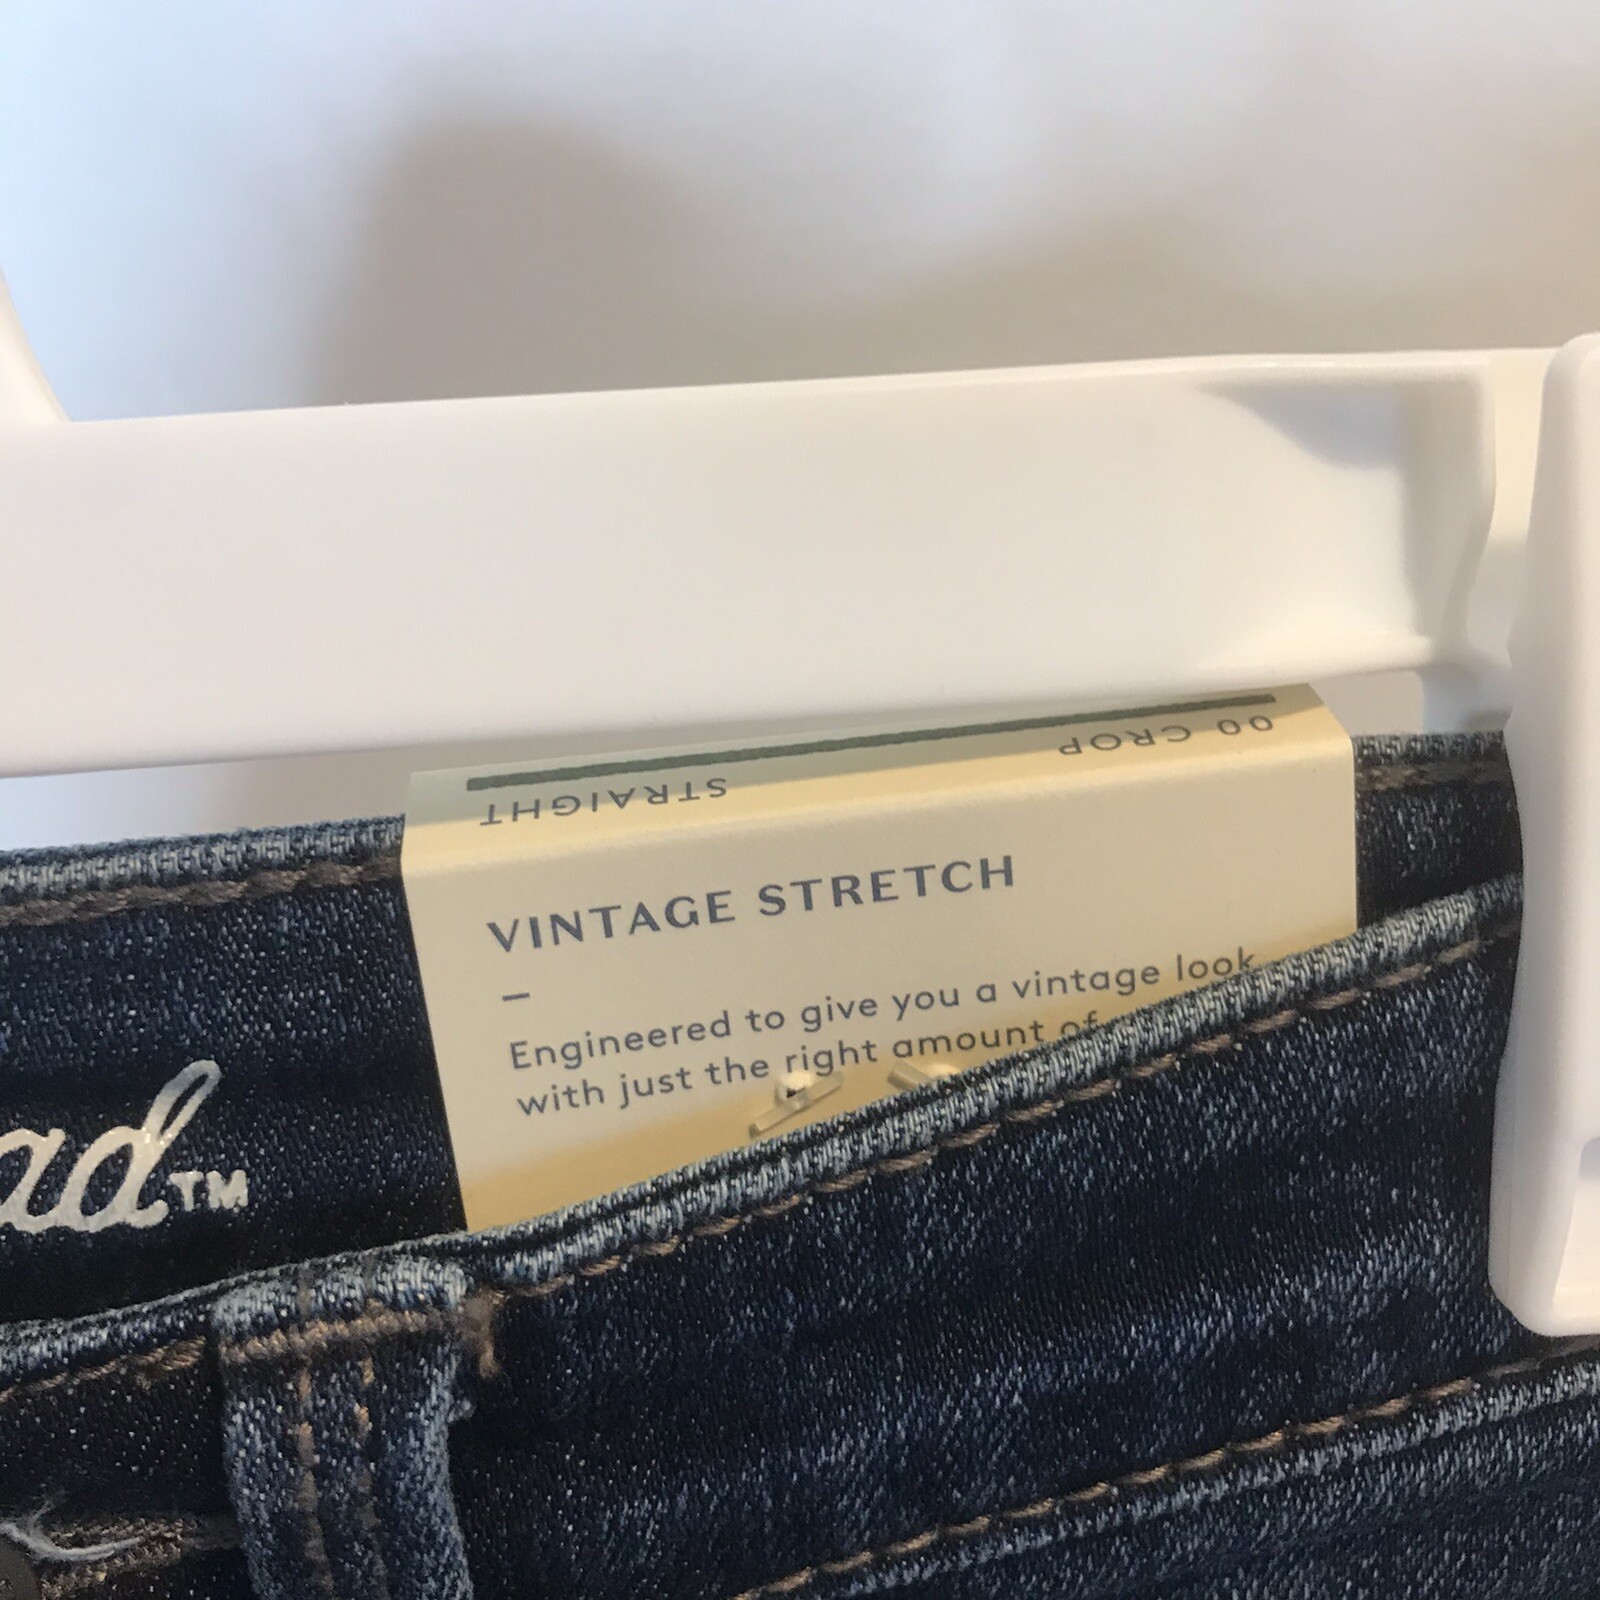 STRAIGHT 00 CROP
VINTAGE STRETCH
–
Engineered to give you a vintage look
with just the right amount of
ad™